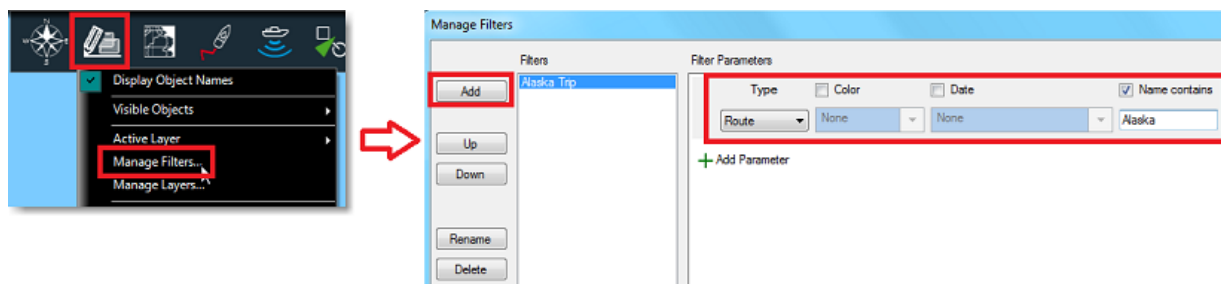 Display Object Names
Visible Objects
Active Layer
Manage Filters...
Manage Layers...
Manage Filters
Filters
Filter Parameters
Add
Alaska Trip
Type
Color
Date
Name contains
Route
None
None
Alaska
Up
Add Parameter
Down
Rename
Delete